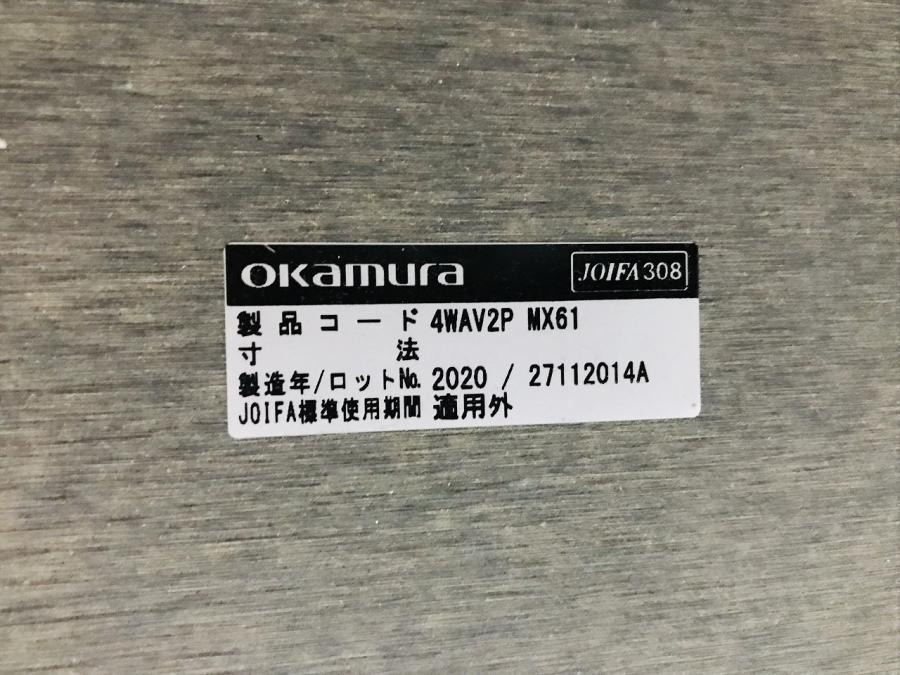 okamura JOIFA308
製品コード 4WAV2P MX61
寸法
製造年/ロットNo. 2020 / 27112014A
JOIFA標準使用期間 適用外